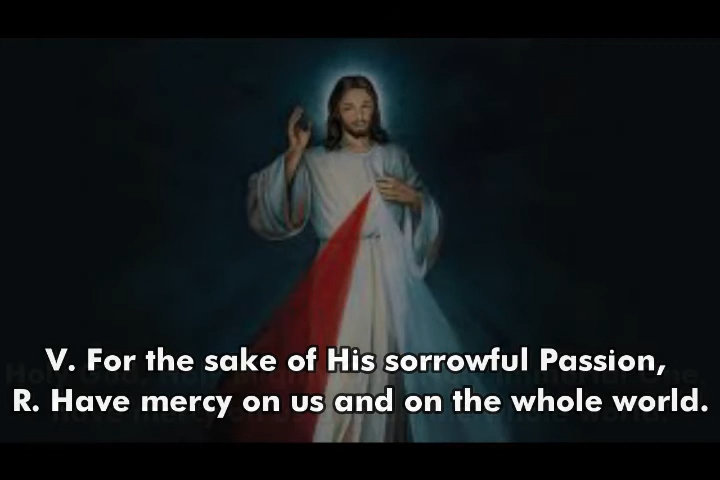 V. For the sake of His sorrowful Passion,
R. Have mercy on us and on the whole world.